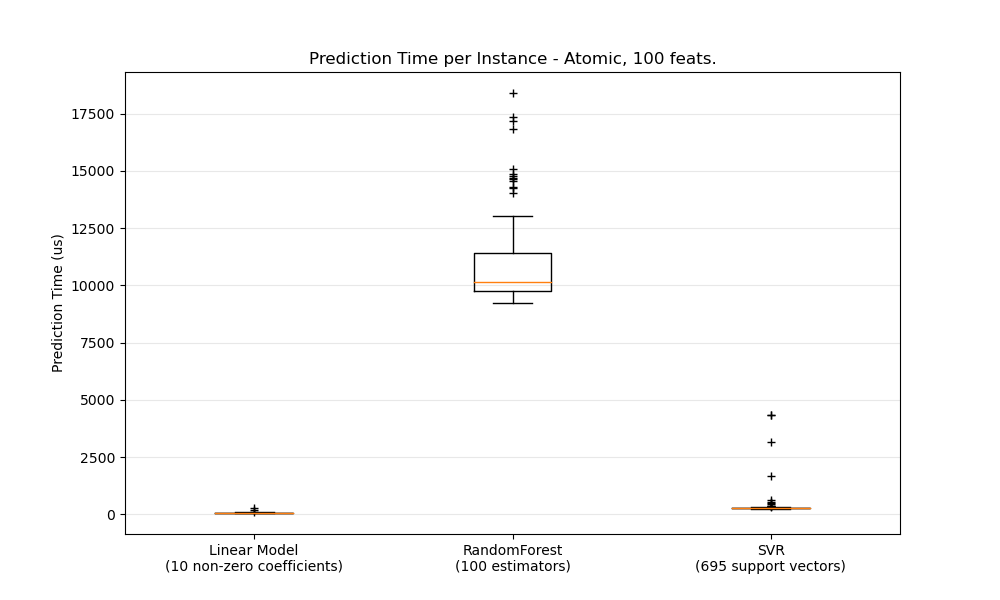 Prediction Time per Instance - Atomic, 100 feats.
Prediction Time (us)
17500
15000
12500
10000
7500
5000
2500
0
Linear Model
(10 non-zero coefficients)
RandomForest
(100 estimators)
SVR
(695 support vectors)